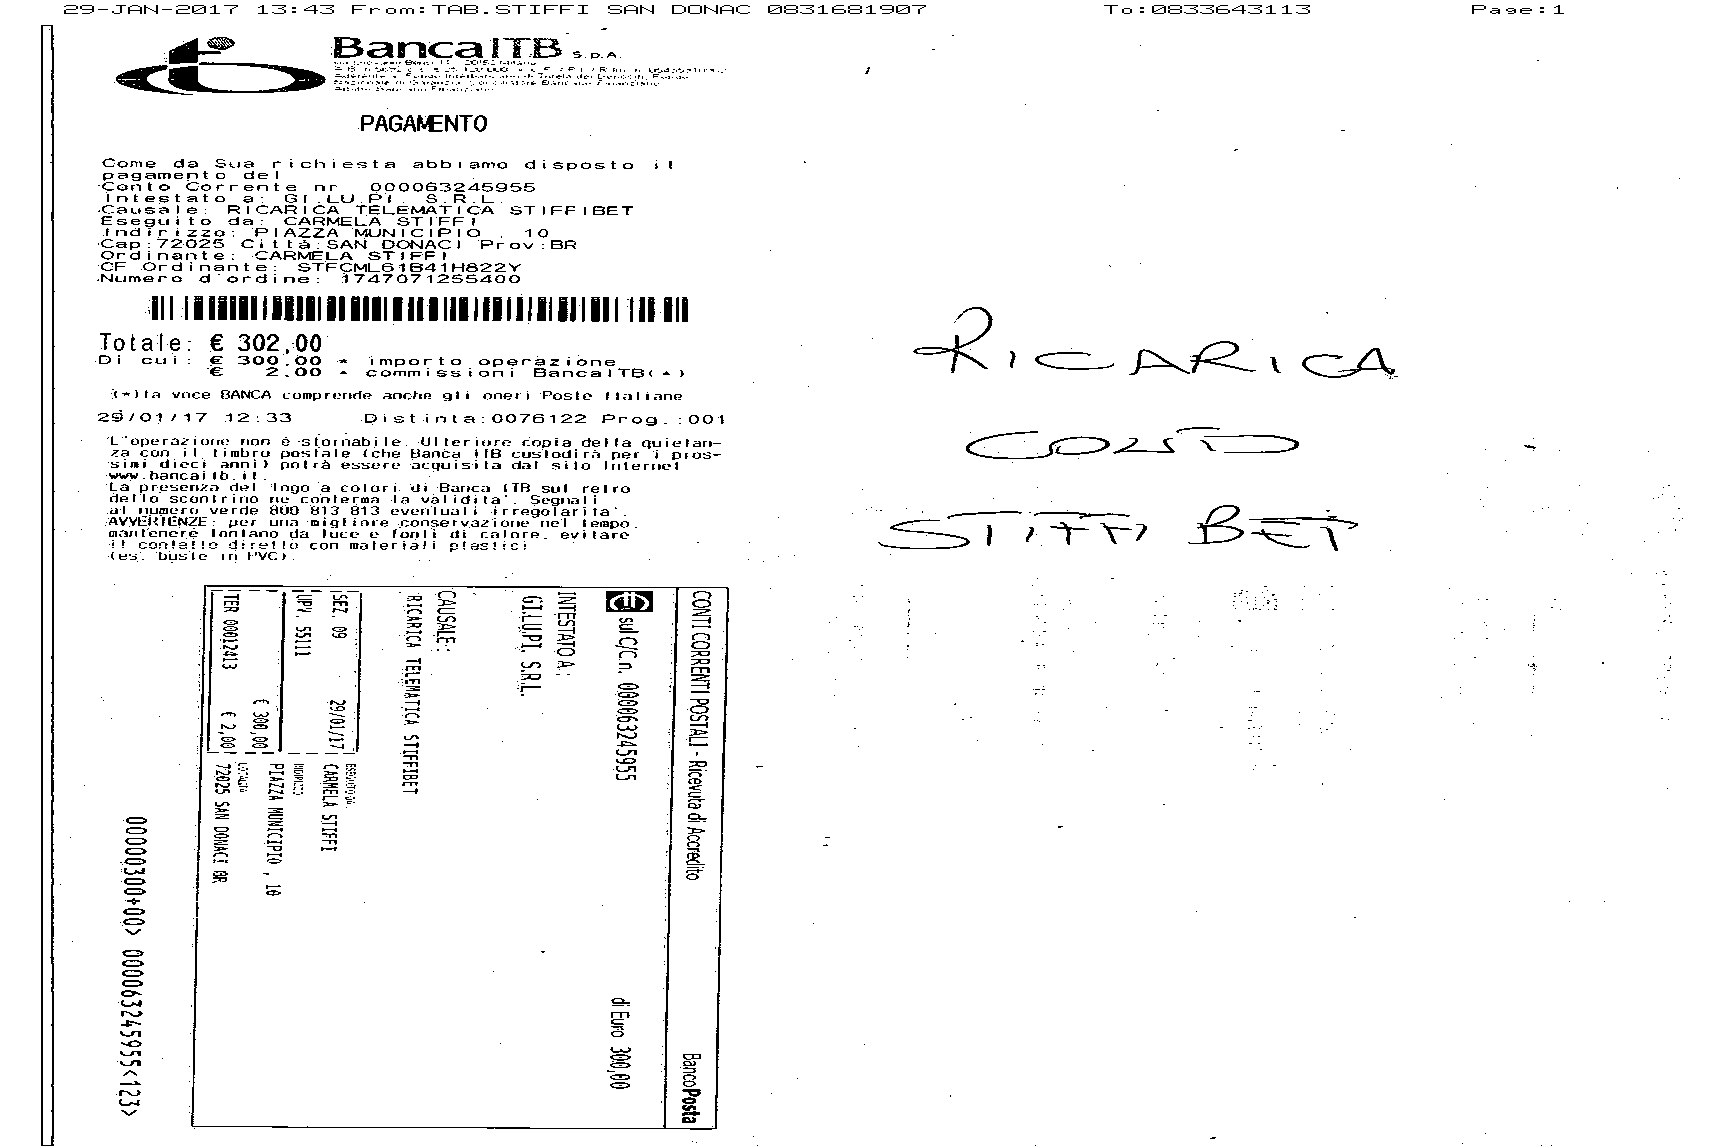 29-JAN-2017 13:43 From:TAB.STIFFI SAN DONAC 0831681907 To:0833643113 Page:1
BancaITB S.p.A.
PAGAMENTO
Come da Sua richiesta abbiamo disposto il
pagamento del
Conto Corrente nr. 000063245955
Intestato a: GI.LU.PI. S.R.L.
Causale: RICARICA TELEMATICA STIFFIBET
Eseguito da: CARMELA STIFFI
Indirizzo: PIAZZA MUNICIPIO , 10
Cap:72025 Città:SAN DONACI Prov:BR
Ordinante: CARMELA STIFFI
CF Ordinante: STFCML61B41H822Y
Numero d'ordine: 1747071255400
Totale: € 302,00
Di cui: € 300,00 * importo operazione
€ 2,00 * commissioni BancaITB(*)
(*)la voce BANCA comprende anche gli oneri Poste Italiane
29/01/17 12:33 Distinta:0076122 Prog.:001
L'operazione non è stornabile. Ulteriore copia della quietan-
za con il timbro postale (che Banca ITB custodirà per i pros-
simi dieci anni) potrà essere acquisita dal sito Internet
www.bancaitb.it.
La presenza del logo a colori di Banca ITB sul retro
dello scontrino ne conferma la validita'. Segnali
al numero verde 800 813 813 eventuali irregolarita'.
AVVERTENZE: per una migliore conservazione nel tempo,
mantenere lontano da luce e fonti di calore, evitare
il contatto diretto con materiali plastici
(es. buste in PVC).
RICARICA
CONTO
STIFFI BET
CONTI CORRENTI POSTALI - Ricevuta di Accredito BancoPosta
sul C/C n. 000063245955 di Euro 300,00
INTESTATO A:
GI.LU.PI. S.R.L.
CAUSALE:
RICARICA TELEMATICA STIFFIBET
SEZ. 09 29/01/17
UPV. 55111
€ 300,00
TER 00012413 € 2,00
ESEGUITO DA:
CARMELA STIFFI
INDIRIZZO
PIAZZA MUNICIPIO , 10
LOCALITA'
72025 SAN DONACI BR
00000300+00> 000063245955<123>